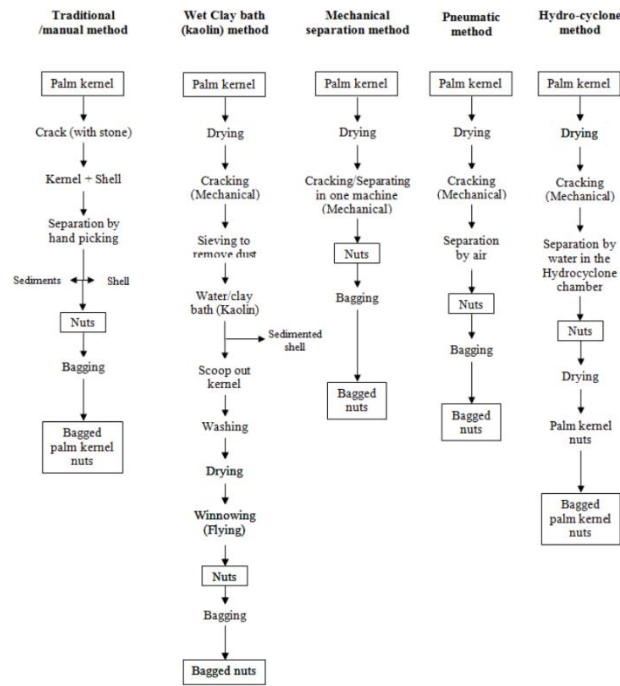 Traditional
/manual method
Palm kernel
Crack (with stone)
Kernel + Shell
Separation by
hand picking
Sediments
Shell
Nuts
Bagging
Bagged
palm kernel
nuts
Wet Clay bath
(kaolin) method
Palm kernel
Drying
Cracking
(Mechanical)
Sieving to
remove dust
Water/clay
bath (Kaolin)
Sedimented
shell
Scoop out
kernel
Washing
Drying
Winnowing
(Flying)
Nuts
Bagging
Bagged nuts
Mechanical
separation method
Palm kernel
Drying
Cracking/Separating
in one machine
(Mechanical)
Nuts
Bagging
Bagged
nuts
Pneumatic
method
Palm kernel
Drying
Cracking
(Mechanical)
Separation
by air
Nuts
Bagging
Bagged
nuts
Hydro-cyclone
method
Palm kernel
Drying
Cracking
(Mechanical)
Separation by
water in the
Hydrocyclone
chamber
Nuts
Drying
Palm kernel
nuts
Bagged
palm kernel
nuts